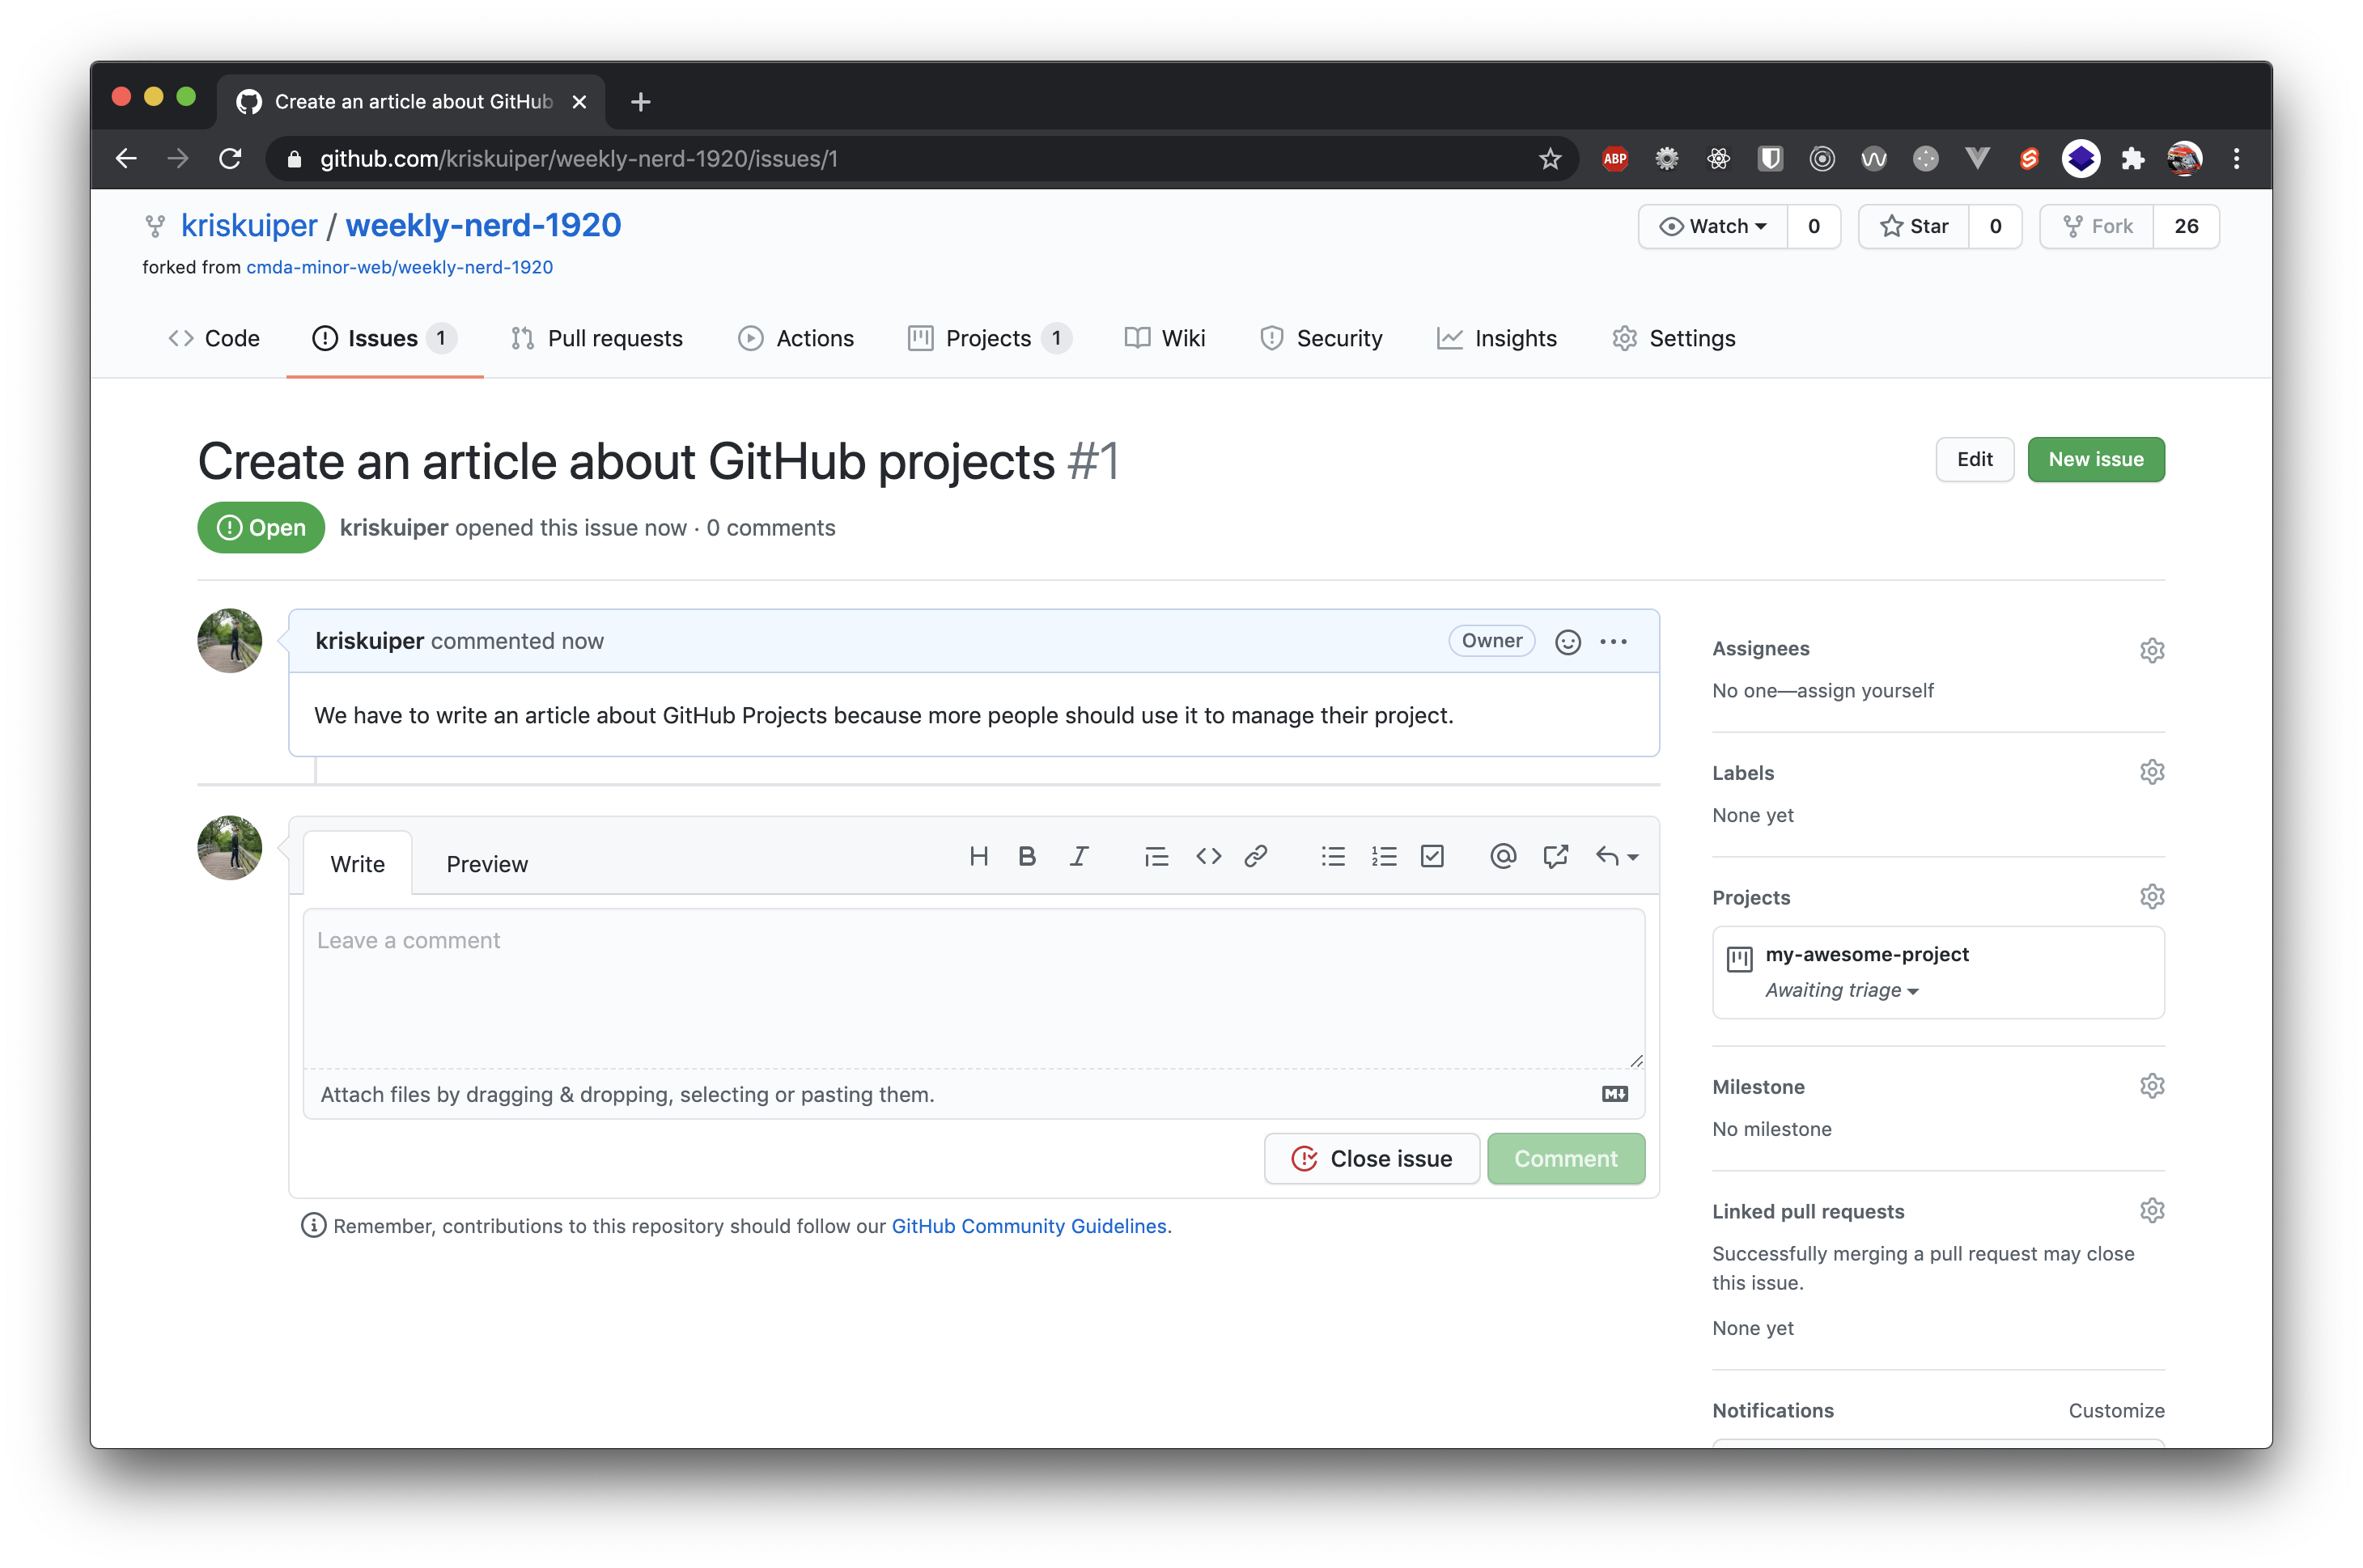 Create an article about GitHub
github.com/kriskuiper/weekly-nerd-1920/issues/1
ABP
kriskuiper / weekly-nerd-1920
Watch 0
Star 0
Fork 26
forked from cmda-minor-web/weekly-nerd-1920
Code
Issues 1
Pull requests
Actions
Projects 1
Wiki
Security
Insights
Settings
Create an article about GitHub projects #1
Edit
New issue
Open
kriskuiper opened this issue now · 0 comments
kriskuiper commented now
Owner
We have to write an article about GitHub Projects because more people should use it to manage their project.
Write
Preview
Leave a comment
Attach files by dragging & dropping, selecting or pasting them.
Close issue
Comment
Remember, contributions to this repository should follow our GitHub Community Guidelines.
Assignees
No one—assign yourself
Labels
None yet
Projects
my-awesome-project
Awaiting triage
Milestone
No milestone
Linked pull requests
Successfully merging a pull request may close
this issue.
None yet
Notifications
Customize